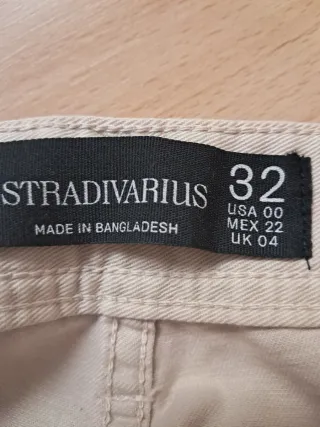 STRADIVARIUS
MADE IN BANGLADESH
32
USA 00
MEX 22
UK 04